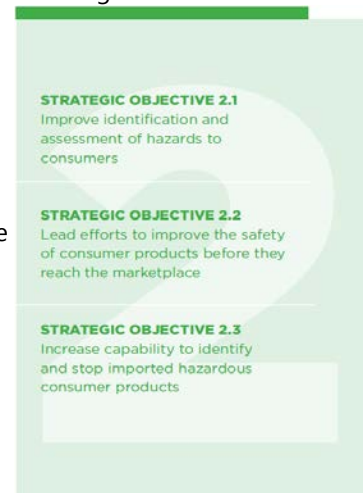 STRATEGIC OBJECTIVE 2.1
Improve identification and
assessment of hazards to
consumers
STRATEGIC OBJECTIVE 2.2
Lead efforts to improve the safety
of consumer products before they
reach the marketplace
STRATEGIC OBJECTIVE 2.3
Increase capability to identify
and stop imported hazardous
consumer products
2